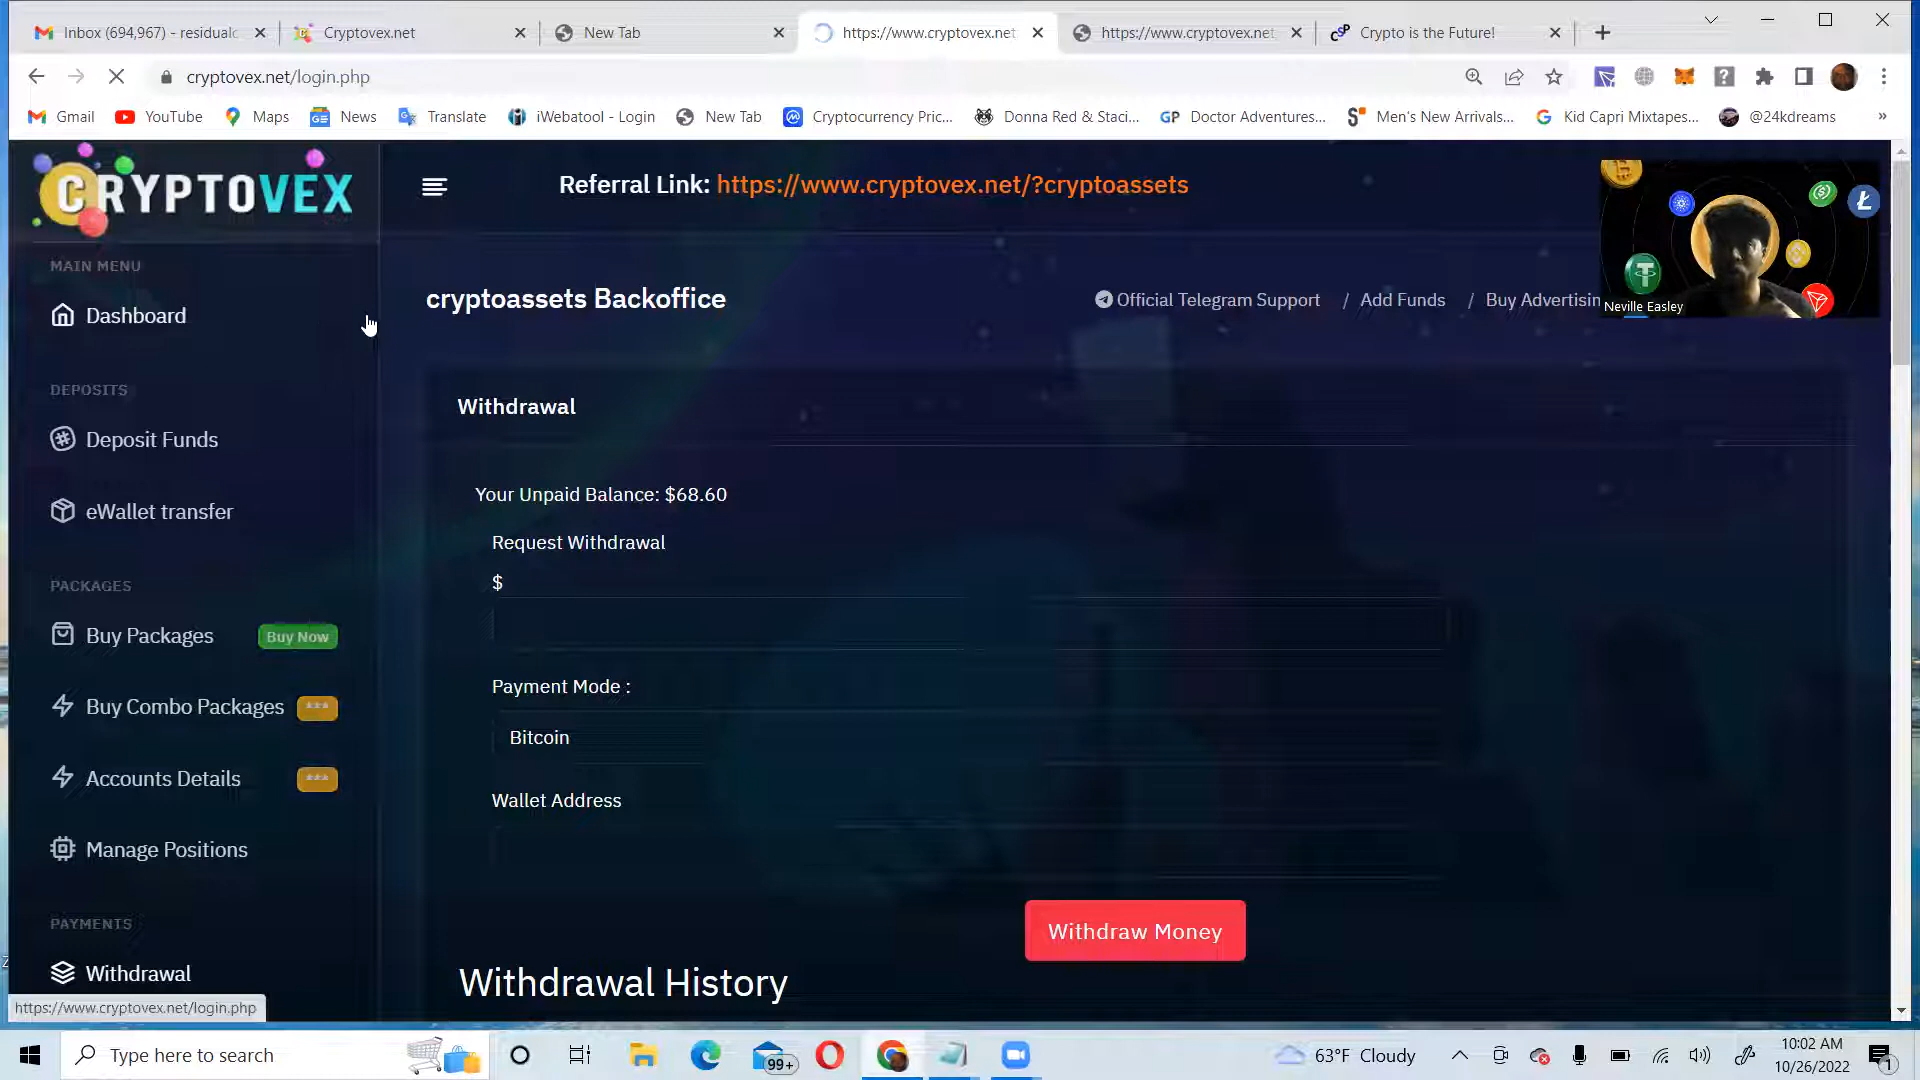 Inbox (694,967) - residualc
Cryptovex.net
New Tab
https://www.cryptovex.net
https://www.cryptovex.net
Crypto is the Future!
cryptovex.net/login.php
Gmail
YouTube
Maps
News
Translate
iWebatool - Login
New Tab
Cryptocurrency Pric...
Donna Red & Staci...
GP Doctor Adventures...
Men's New Arrivals...
Kid Capri Mixtapes...
@24kdreams
»
CRYPTOVEX
Referral Link: https://www.cryptovex.net/?cryptoassets
MAIN MENU
Dashboard
DEPOSITS
Deposit Funds
eWallet transfer
PACKAGES
Buy Packages
Buy Now
Buy Combo Packages
***
Accounts Details
***
Manage Positions
PAYMENTS
Withdrawal
https://www.cryptovex.net/login.php
cryptoassets Backoffice
Official Telegram Support / Add Funds / Buy Advertisin
Neville Easley
Withdrawal
Your Unpaid Balance: $68.60
Request Withdrawal
$
Payment Mode :
Bitcoin
Wallet Address
Withdraw Money
Withdrawal History
Type here to search
99+
63°F Cloudy
10:02 AM
10/26/2022
1